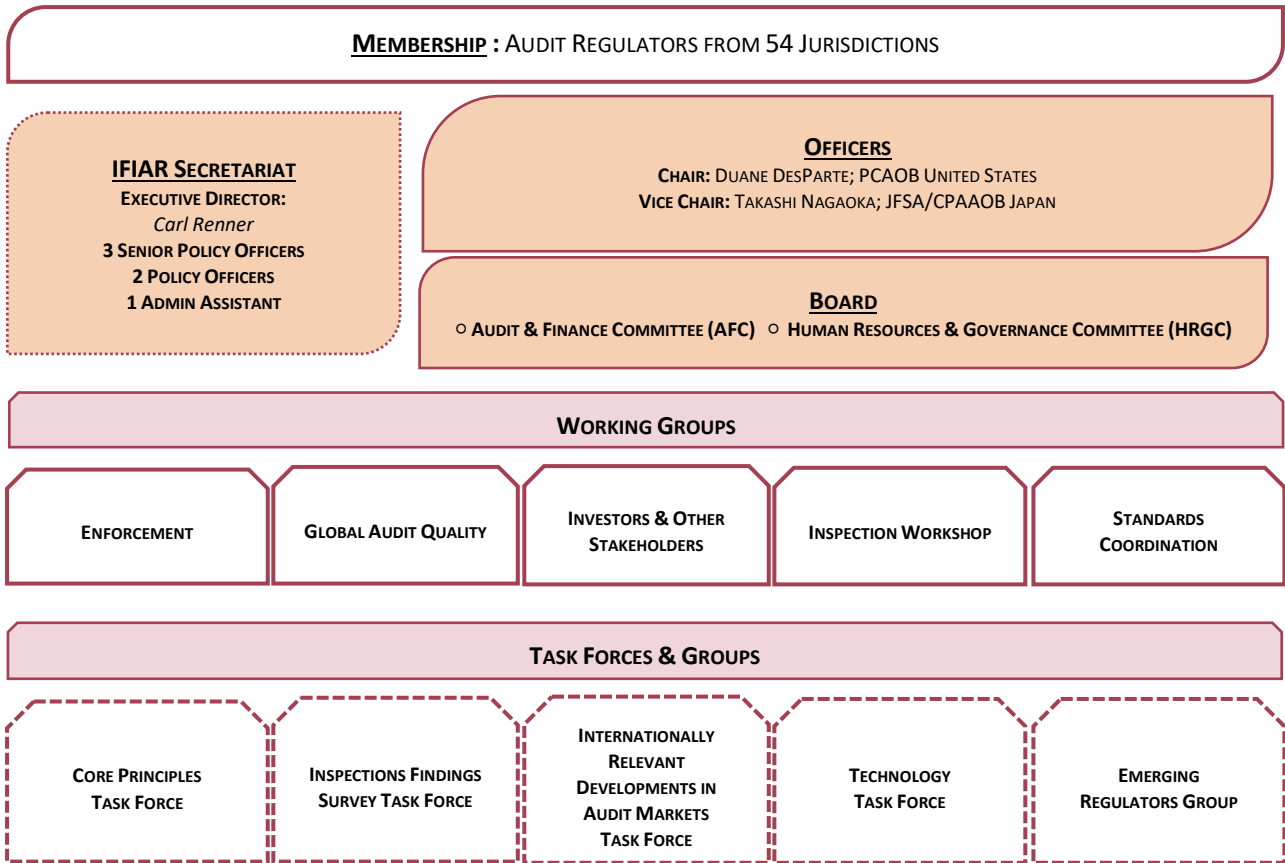 MEMBERSHIP : AUDIT REGULATORS FROM 54 JURISDICTIONS
IFIAR SECRETARIAT
EXECUTIVE DIRECTOR:
Carl Renner
3 SENIOR POLICY OFFICERS
2 POLICY OFFICERS
1 ADMIN ASSISTANT
OFFICERS
CHAIR: DUANE DESPARTE; PCAOB UNITED STATES
VICE CHAIR: TAKASHI NAGAOKA; JFSA/CPAAOB JAPAN
BOARD
○ AUDIT & FINANCE COMMITTEE (AFC) ○ HUMAN RESOURCES & GOVERNANCE COMMITTEE (HRGC)
WORKING GROUPS
ENFORCEMENT
GLOBAL AUDIT QUALITY
INVESTORS & OTHER
STAKEHOLDERS
INSPECTION WORKSHOP
STANDARDS
COORDINATION
TASK FORCES & GROUPS
CORE PRINCIPLES
TASK FORCE
INSPECTIONS FINDINGS
SURVEY TASK FORCE
INTERNATIONALLY
RELEVANT
DEVELOPMENTS IN
AUDIT MARKETS
TASK FORCE
TECHNOLOGY
TASK FORCE
EMERGING
REGULATORS GROUP